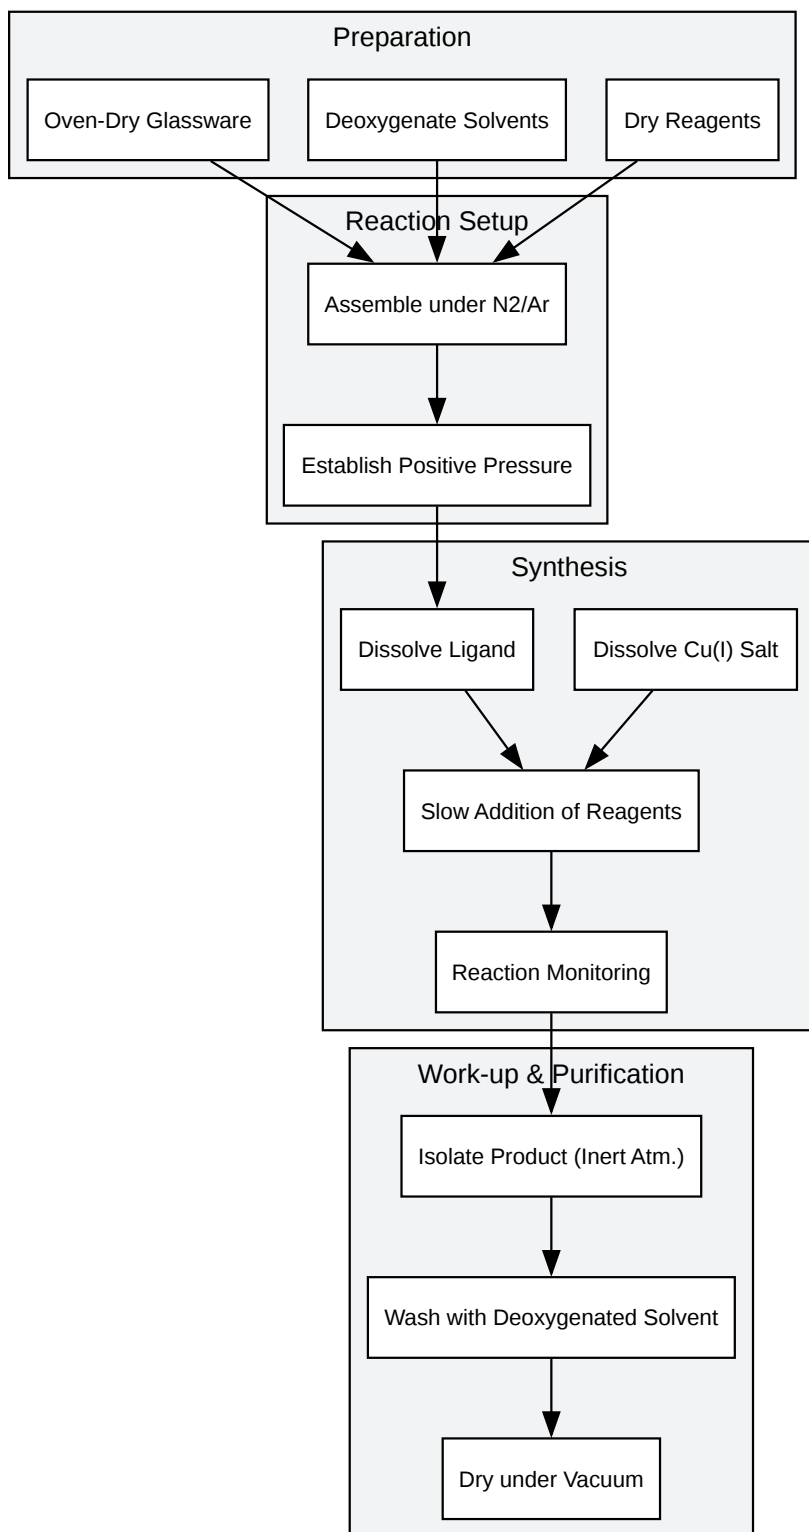 Preparation
Oven-Dry Glassware
Deoxygenate Solvents
Dry Reagents
Reaction Setup
Assemble under N2/Ar
Establish Positive Pressure
Synthesis
Dissolve Ligand
Dissolve Cu(I) Salt
Slow Addition of Reagents
Reaction Monitoring
Work-up & Purification
Isolate Product (Inert Atm.)
Wash with Deoxygenated Solvent
Dry under Vacuum